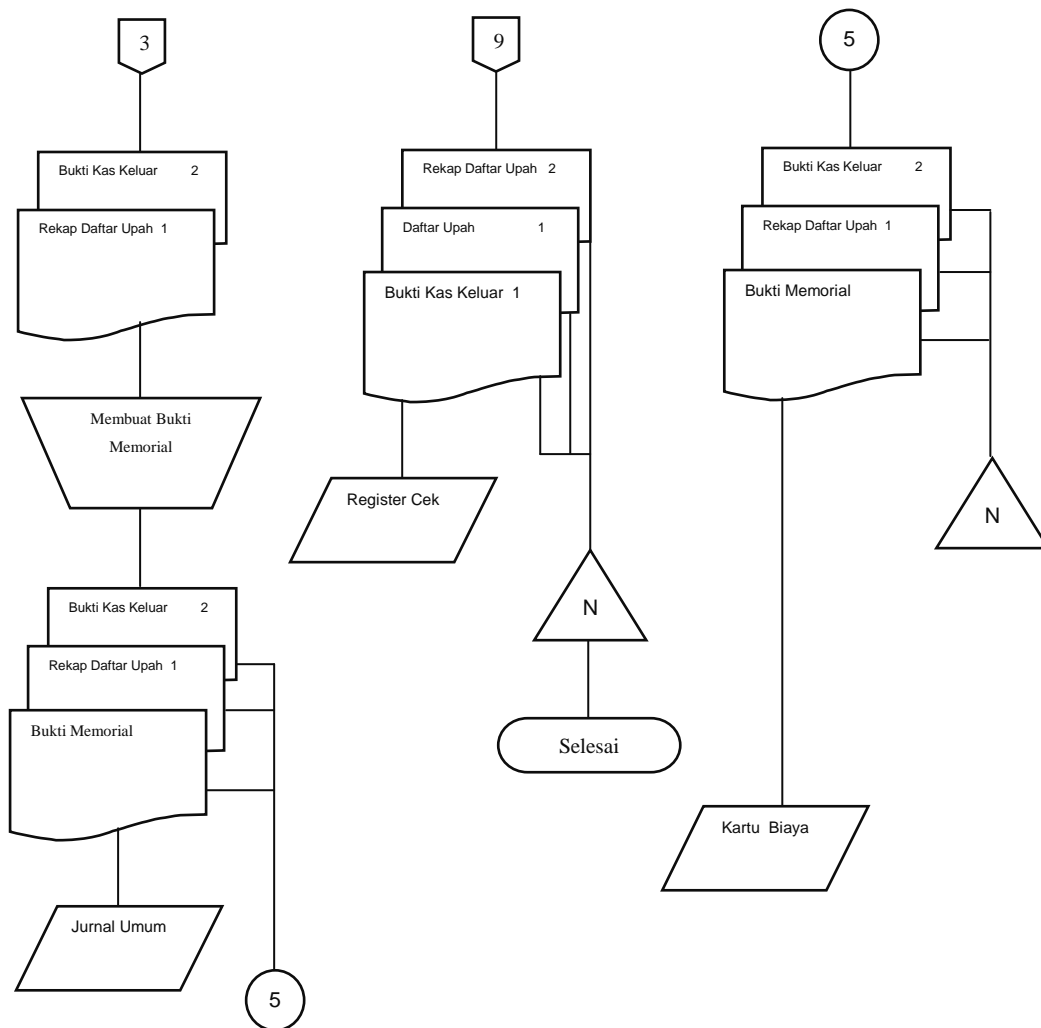 3
Bukti Kas Keluar 2
Rekap Daftar Upah 1
Membuat Bukti
Memorial
Bukti Kas Keluar 2
Rekap Daftar Upah 1
Bukti Memorial
Jurnal Umum
5
9
Rekap Daftar Upah 2
Daftar Upah 1
Bukti Kas Keluar 1
Register Cek
N
Selesai
5
Bukti Kas Keluar 2
Rekap Daftar Upah 1
Bukti Memorial
N
Kartu Biaya